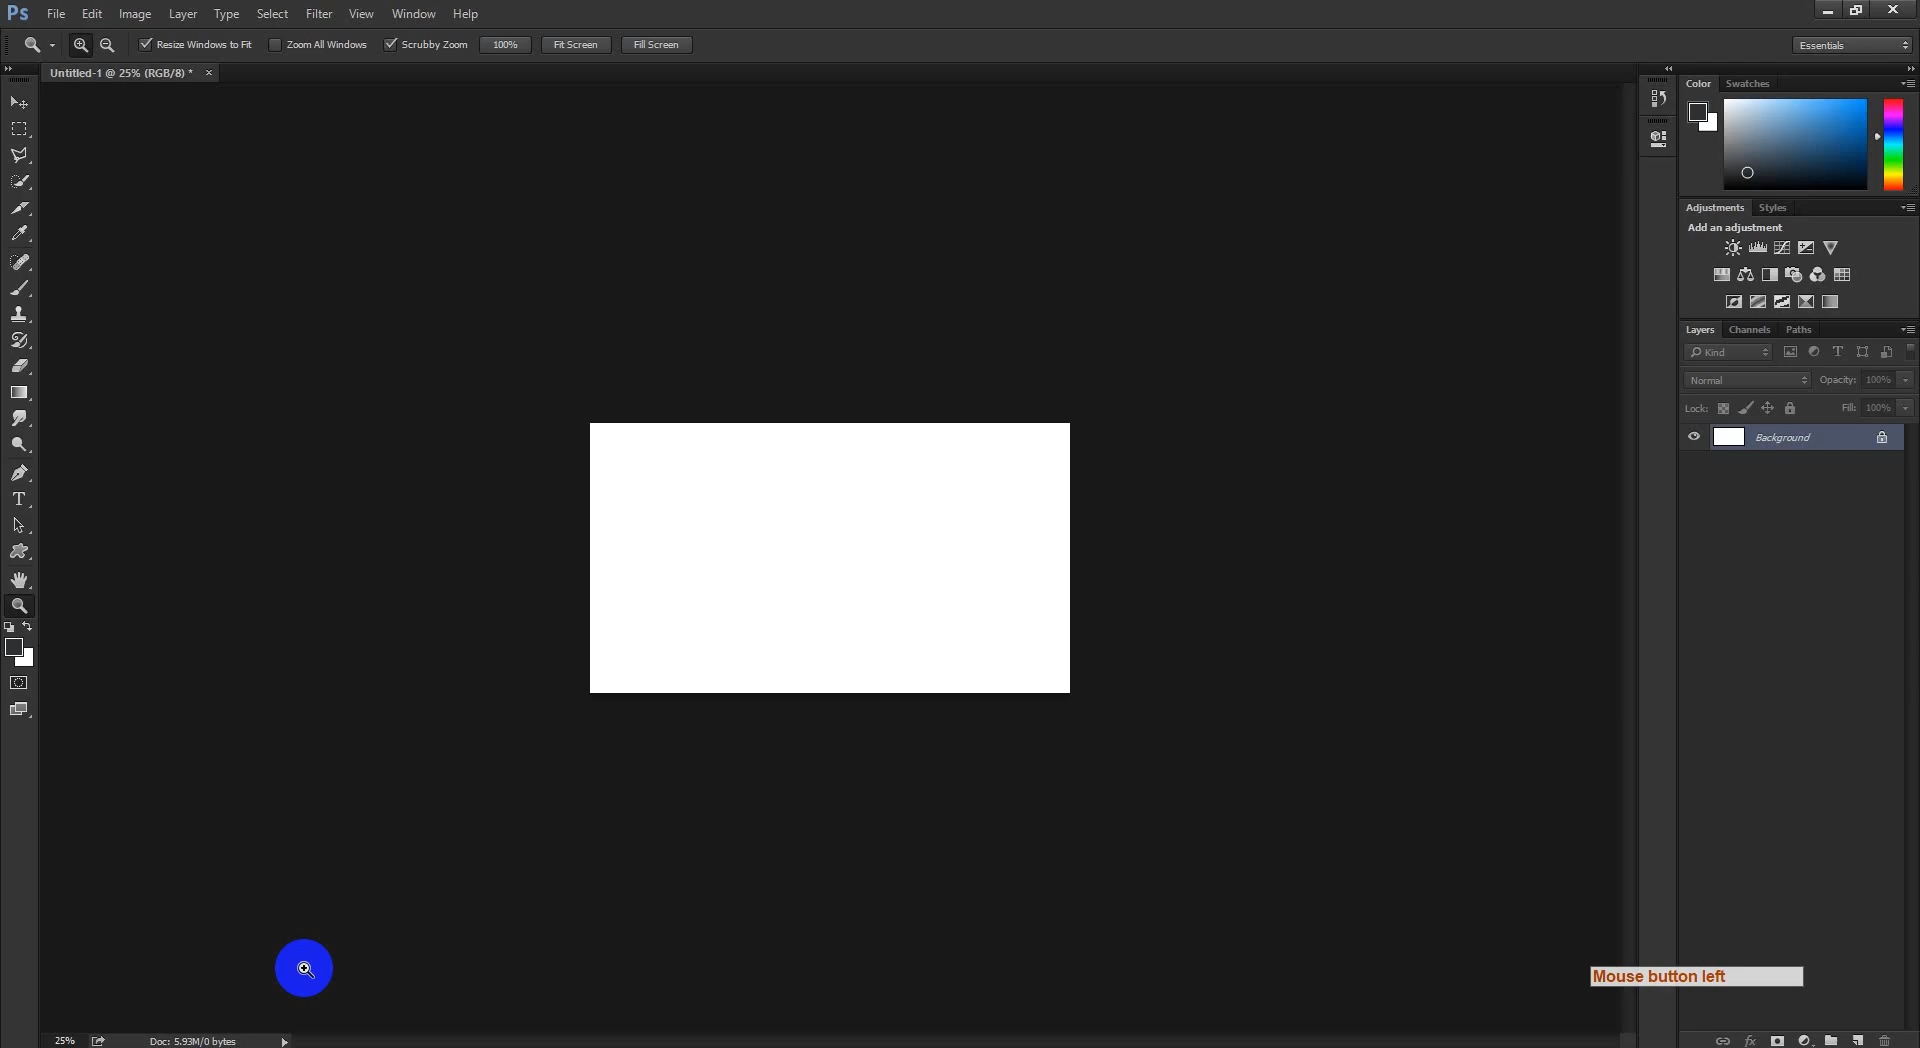 Ps File Edit Image Layer Type Select Filter View Window Help
Resize Windows to Fit Zoom All Windows Scrubby Zoom 100% Fit Screen Fill Screen Essentials
Untitled-1 @ 25% (RGB/8) * ×
Color Swatches
Adjustments Styles
Add an adjustment
Layers Channels Paths
Kind
Normal Opacity: 100%
Lock: Fill: 100%
Background
Mouse button left
25% Doc: 5.93M/0 bytes